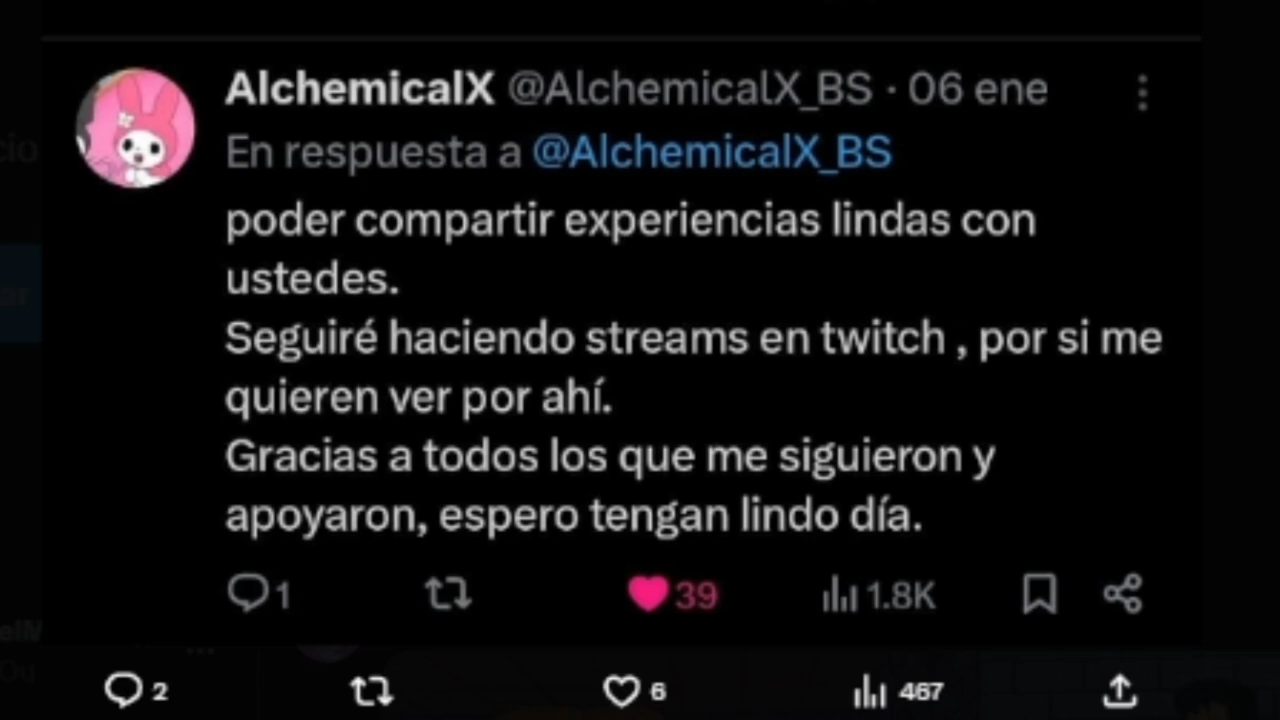 AlchemicalX @AlchemicalX_BS · 06 ene
En respuesta a @AlchemicalX_BS
poder compartir experiencias lindas con
ustedes.
Seguiré haciendo streams en twitch , por si me
quieren ver por ahí.
Gracias a todos los que me siguieron y
apoyaron, espero tengan lindo día.
1 39 1.8K
2 6 467